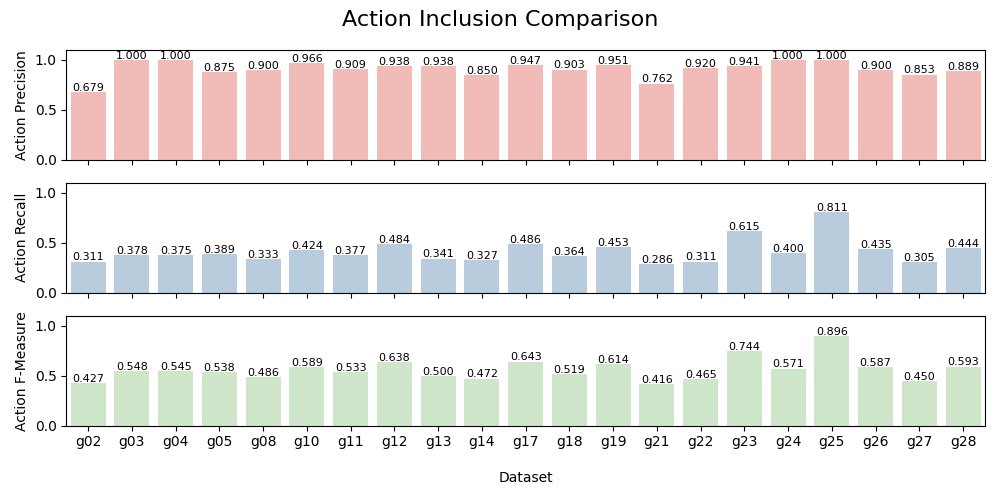 Action Inclusion Comparison
Action Precision
1.0
0.5
0.0
0.679 1.000 1.000 0.875 0.900 0.966 0.909 0.938 0.938 0.850 0.947 0.903 0.951 0.762 0.920 0.941 1.000 1.000 0.900 0.853 0.889
Action Recall
1.0
0.5
0.0
0.311 0.378 0.375 0.389 0.333 0.424 0.377 0.484 0.341 0.327 0.486 0.364 0.453 0.286 0.311 0.615 0.400 0.811 0.435 0.305 0.444
Action F-Measure
1.0
0.5
0.0
0.427 0.548 0.545 0.538 0.486 0.589 0.533 0.638 0.500 0.472 0.643 0.519 0.614 0.416 0.465 0.744 0.571 0.896 0.587 0.450 0.593
g02 g03 g04 g05 g08 g10 g11 g12 g13 g14 g17 g18 g19 g21 g22 g23 g24 g25 g26 g27 g28
Dataset